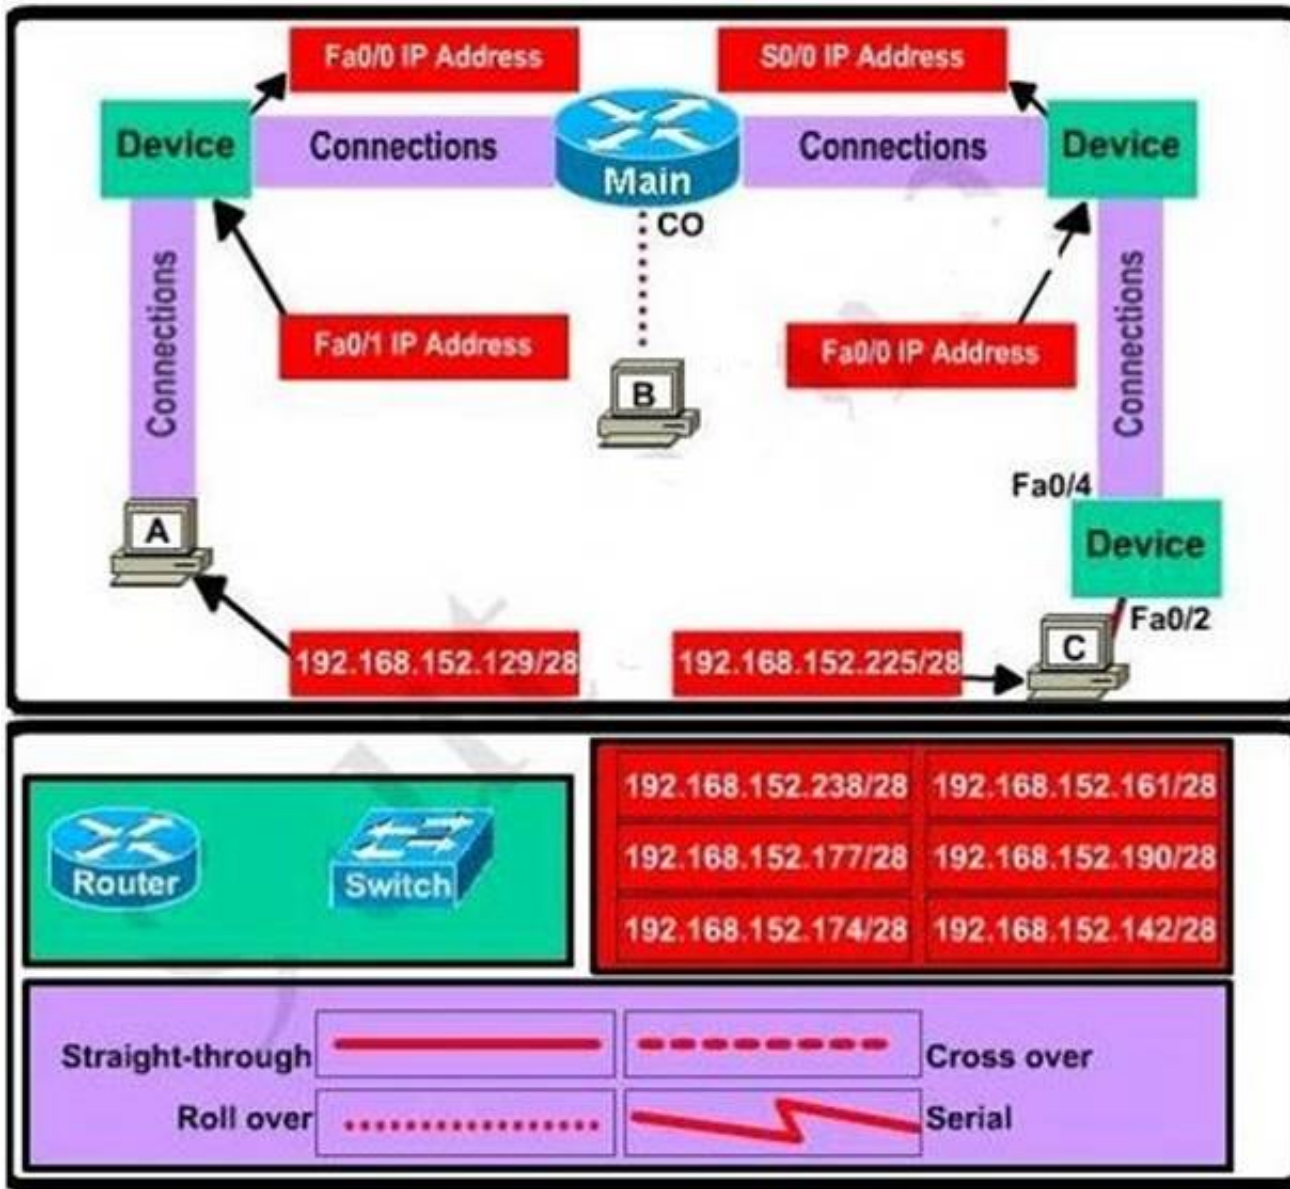 Fa0/0 IP Address
S0/0 IP Address
Device
Connections
Main
Connections
Device
CO
Connections
Fa0/1 IP Address
B
Fa0/0 IP Address
Connections
Fa0/4
A
Device
Fa0/2
192.168.152.129/28
192.168.152.225/28
C
192.168.152.238/28
192.168.152.161/28
Router
Switch
192.168.152.177/28
192.168.152.190/28
192.168.152.174/28
192.168.152.142/28
Straight-through
Cross over
Roll over
Serial